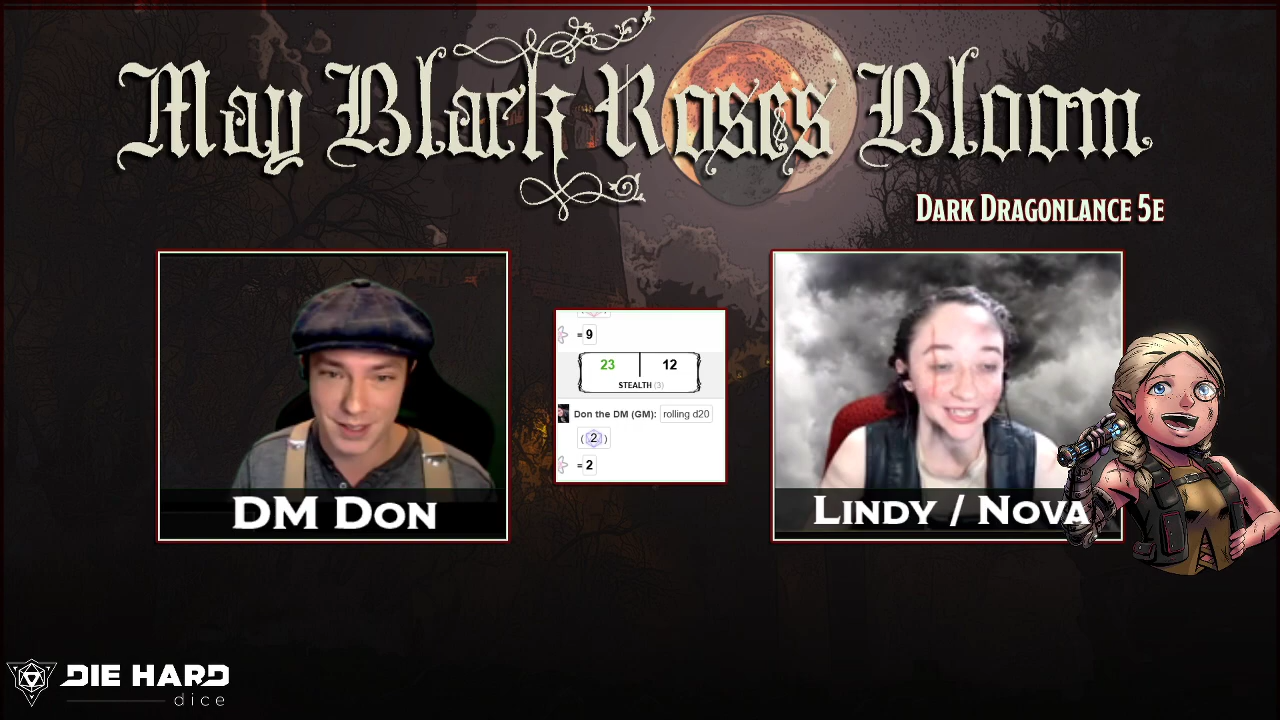 May Black Roses Bloom
Dark Dragonlance 5e
= 9
23 12
STEALTH (3)
Don the DM (GM): rolling d20
( 2 )
= 2
DM Don
Lindy / Nova
DIE HARD
dice